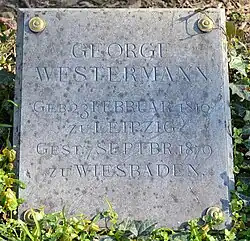 GEORGE
WESTERMANN
GEB. 23 FEBRUAR 1810
ZU LEIPZIG
GEST. 7 SEPTBR 1879
ZU WIESBADEN.